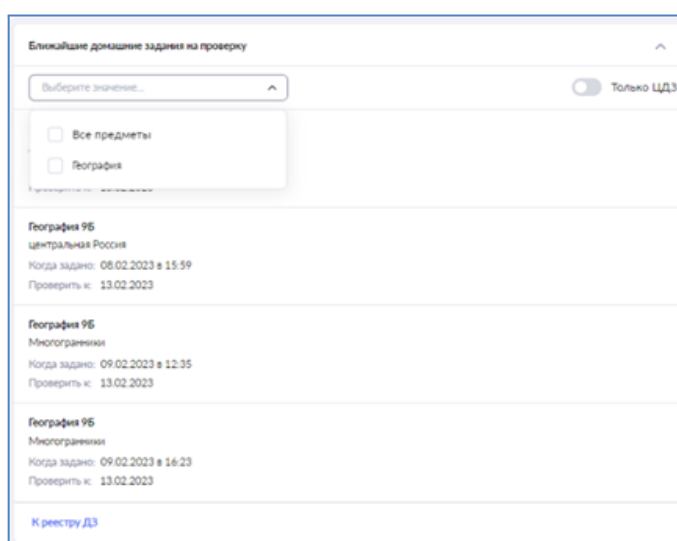 Ближайшие домашние задания на проверку
Выберите значение...
Только ЦДЗ
Все предметы
География
География 9Б
центральная Россия
Когда задано: 08.02.2023 в 15:59
Проверить к: 13.02.2023
География 9Б
Многогранники
Когда задано: 09.02.2023 в 12:35
Проверить к: 13.02.2023
География 9Б
Многогранники
Когда задано: 09.02.2023 в 16:23
Проверить к: 13.02.2023
К реестру ДЗ